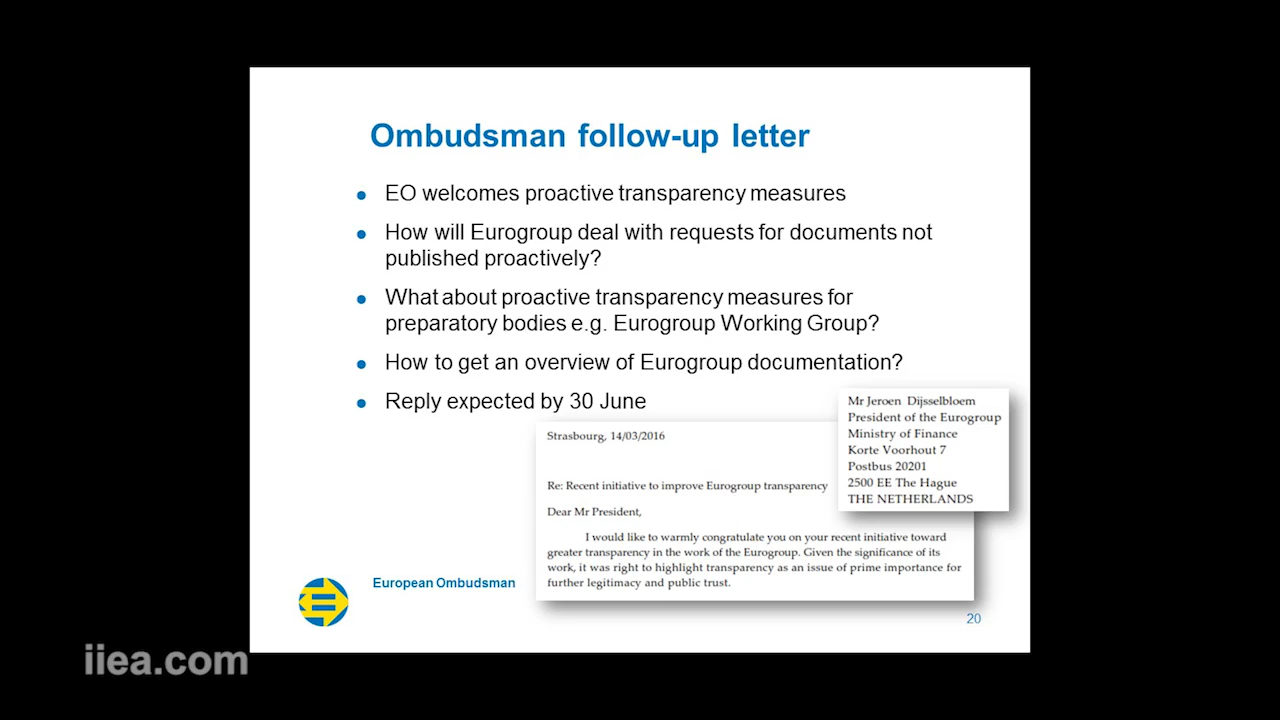 Ombudsman follow-up letter
EO welcomes proactive transparency measures
How will Eurogroup deal with requests for documents not
published proactively?
What about proactive transparency measures for
preparatory bodies e.g. Eurogroup Working Group?
How to get an overview of Eurogroup documentation?
Reply expected by 30 June
Mr Jeroen Dijsselbloem
President of the Eurogroup
Ministry of Finance
Korte Voorhout 7
Postbus 20201
2500 EE The Hague
THE NETHERLANDS
Strasbourg, 14/03/2016
Re: Recent initiative to improve Eurogroup transparency
Dear Mr President,
I would like to warmly congratulate you on your recent initiative toward
greater transparency in the work of the Eurogroup. Given the significance of its
work, it was right to highlight transparency as an issue of prime importance for
further legitimacy and public trust.
European Ombudsman
20
iiea.com